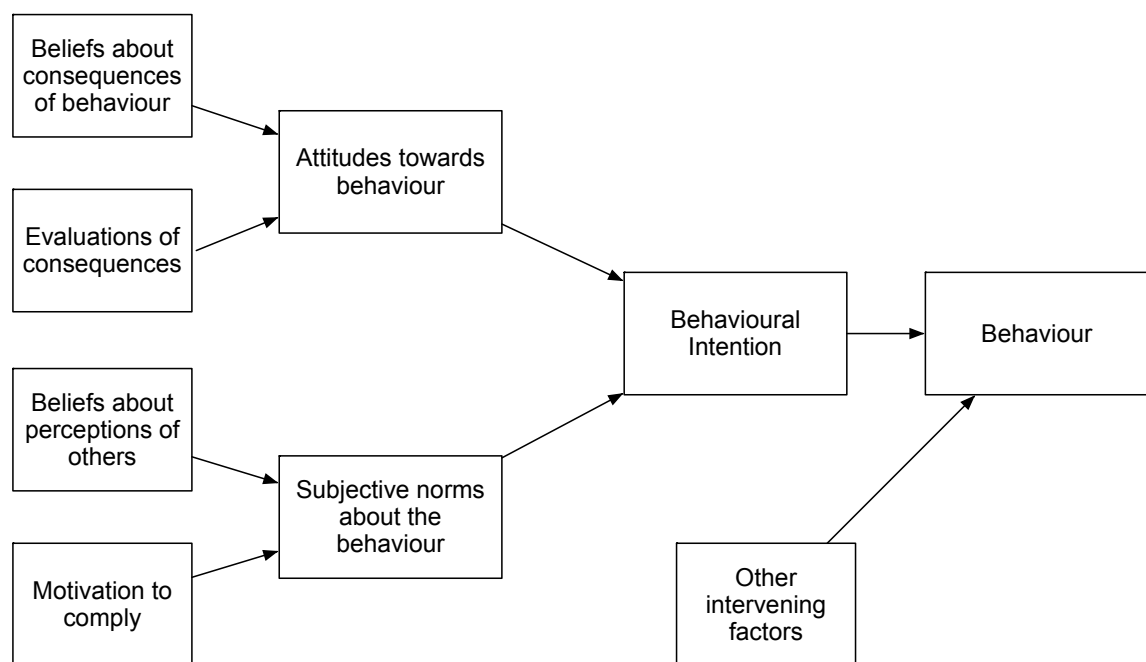 Beliefs about
consequences
of behaviour
Attitudes towards
behaviour
Evaluations of
consequences
Behavioural
Intention
Behaviour
Beliefs about
perceptions of
others
Subjective norms
about the
behaviour
Motivation to
comply
Other
intervening
factors